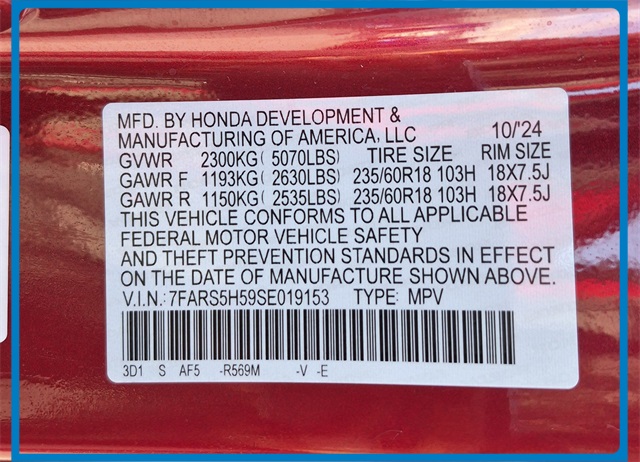 MFD. BY HONDA DEVELOPMENT &
MANUFACTURING OF AMERICA, LLC 10/'24
GVWR 2300KG( 5070LBS) TIRE SIZE RIM SIZE
GAWR F 1193KG( 2630LBS) 235/60R18 103H 18X7.5J
GAWR R 1150KG( 2535LBS) 235/60R18 103H 18X7.5J
THIS VEHICLE CONFORMS TO ALL APPLICABLE
FEDERAL MOTOR VEHICLE SAFETY
AND THEFT PREVENTION STANDARDS IN EFFECT
ON THE DATE OF MANUFACTURE SHOWN ABOVE.
V.I.N.:7FARS5H59SE019153 TYPE: MPV
3D1 S AF5 -R569M -V -E